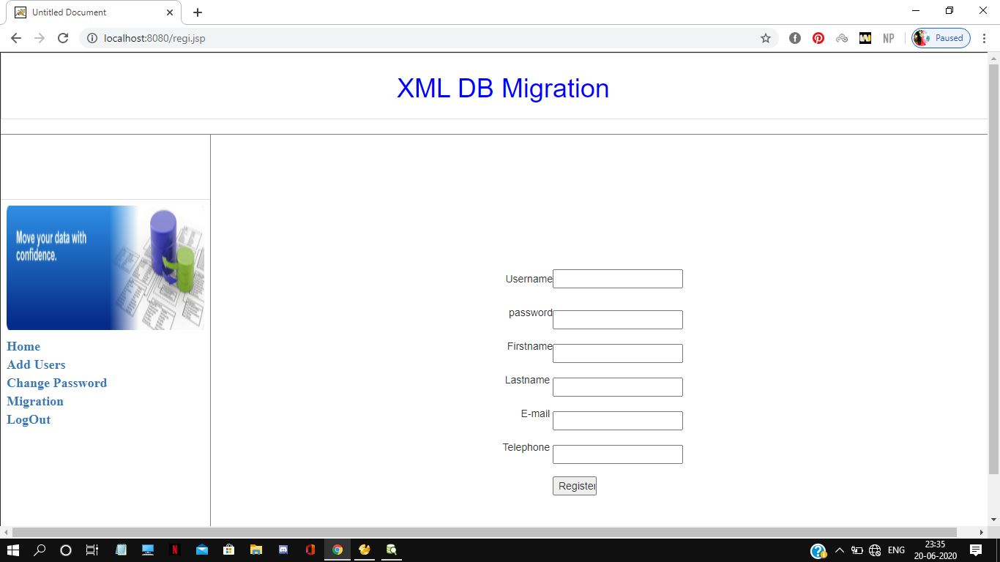 Untitled Document
localhost:8080/regi.jsp
NP
Paused
XML DB Migration
Move your data with
confidence.
Home
Add Users
Change Password
Migration
LogOut
Username
password
Firstname
Lastname
E-mail
Telephone
Register
ENG
23:35
20-06-2020